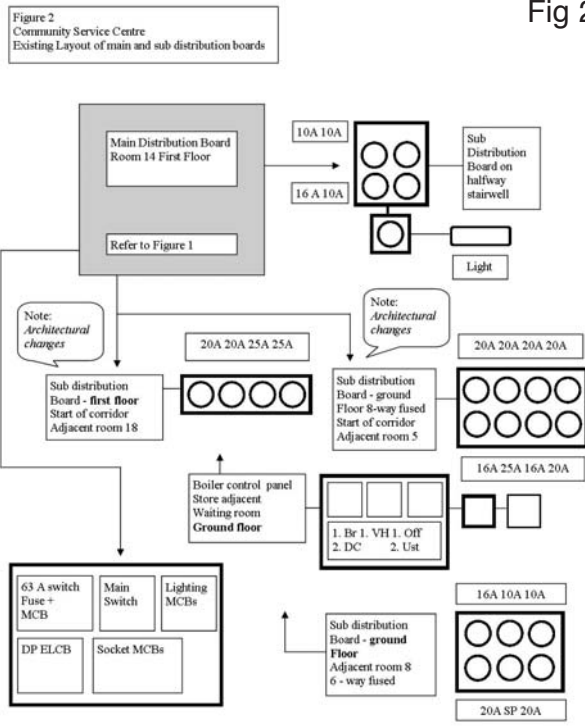 Fig 2
Figure 2
Community Service Centre
Existing Layout of main and sub distribution boards
Main Distribution Board
Room 14 First Floor
Refer to Figure 1
10A 10A
16 A 10A
Sub
Distribution
Board on
halfway
stairwell
Light
Note:
Architectural
changes
20A 20A 25A 25A
Note:
Architectural
changes
20A 20A 20A 20A
Sub distribution
Board - first floor
Start of corridor
Adjacent room 18
Sub distribution
Board - ground
Floor 8-way fused
Start of corridor
Adjacent room 5
16A 25A 16A 20A
Boiler control panel
Store adjacent
Waiting room
Ground floor
1. Br 1. VH 1. Off
2. DC 2. Ust
63 A switch
Fuse +
MCB
Main
Switch
Lighting
MCBs
DP ELCB
Socket MCBs
Sub distribution
Board - ground
Floor
Adjacent room 8
6 - way fused
16A 10A 10A
20A SP 20A